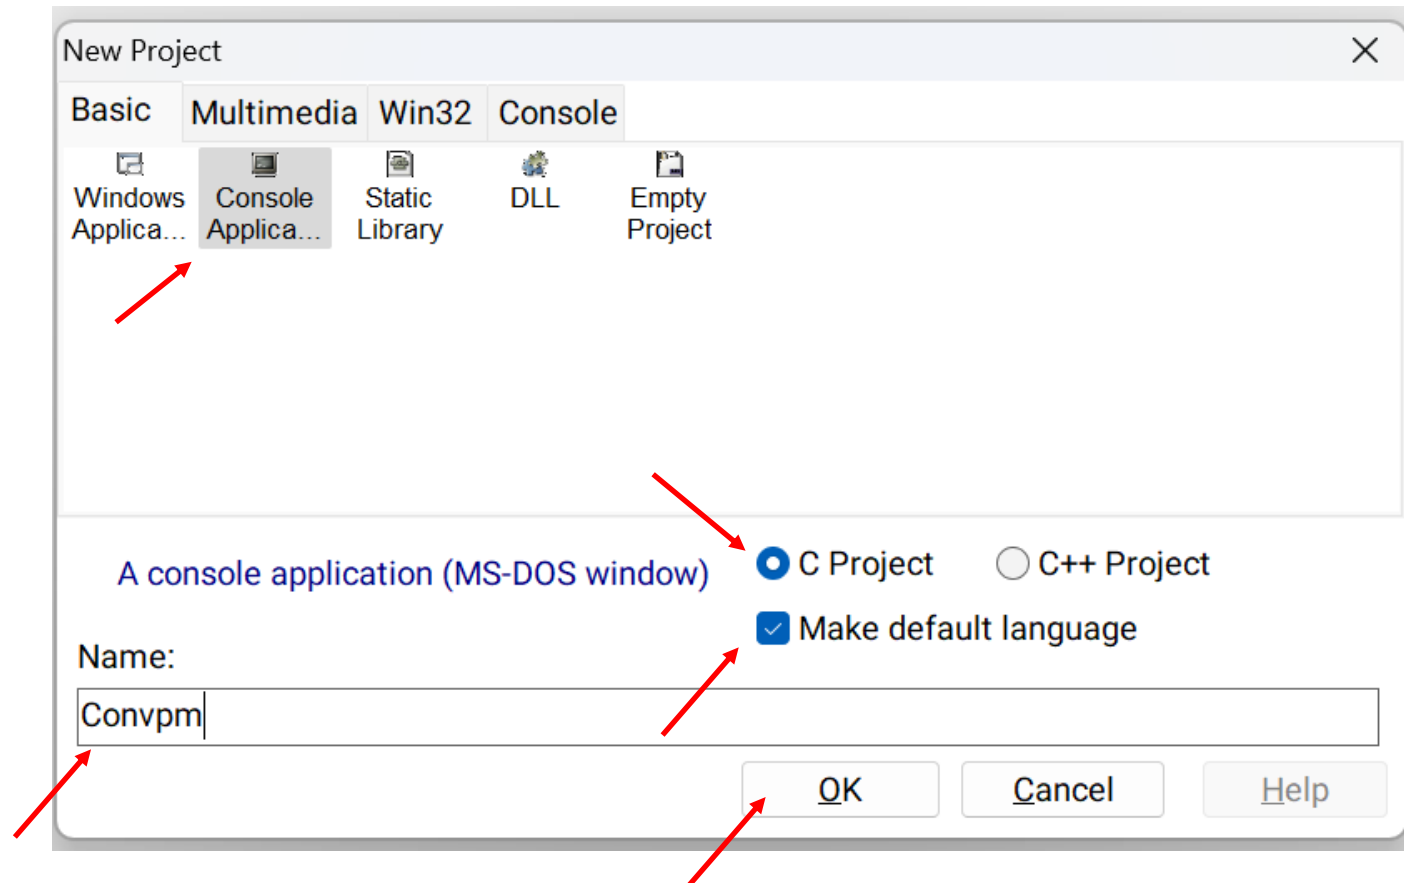 New Project
Basic Multimedia Win32 Console
Windows Applica...
Console Applica...
Static Library
DLL
Empty Project
A console application (MS-DOS window)
C Project C++ Project
Make default language
Name:
Convpm
OK Cancel Help